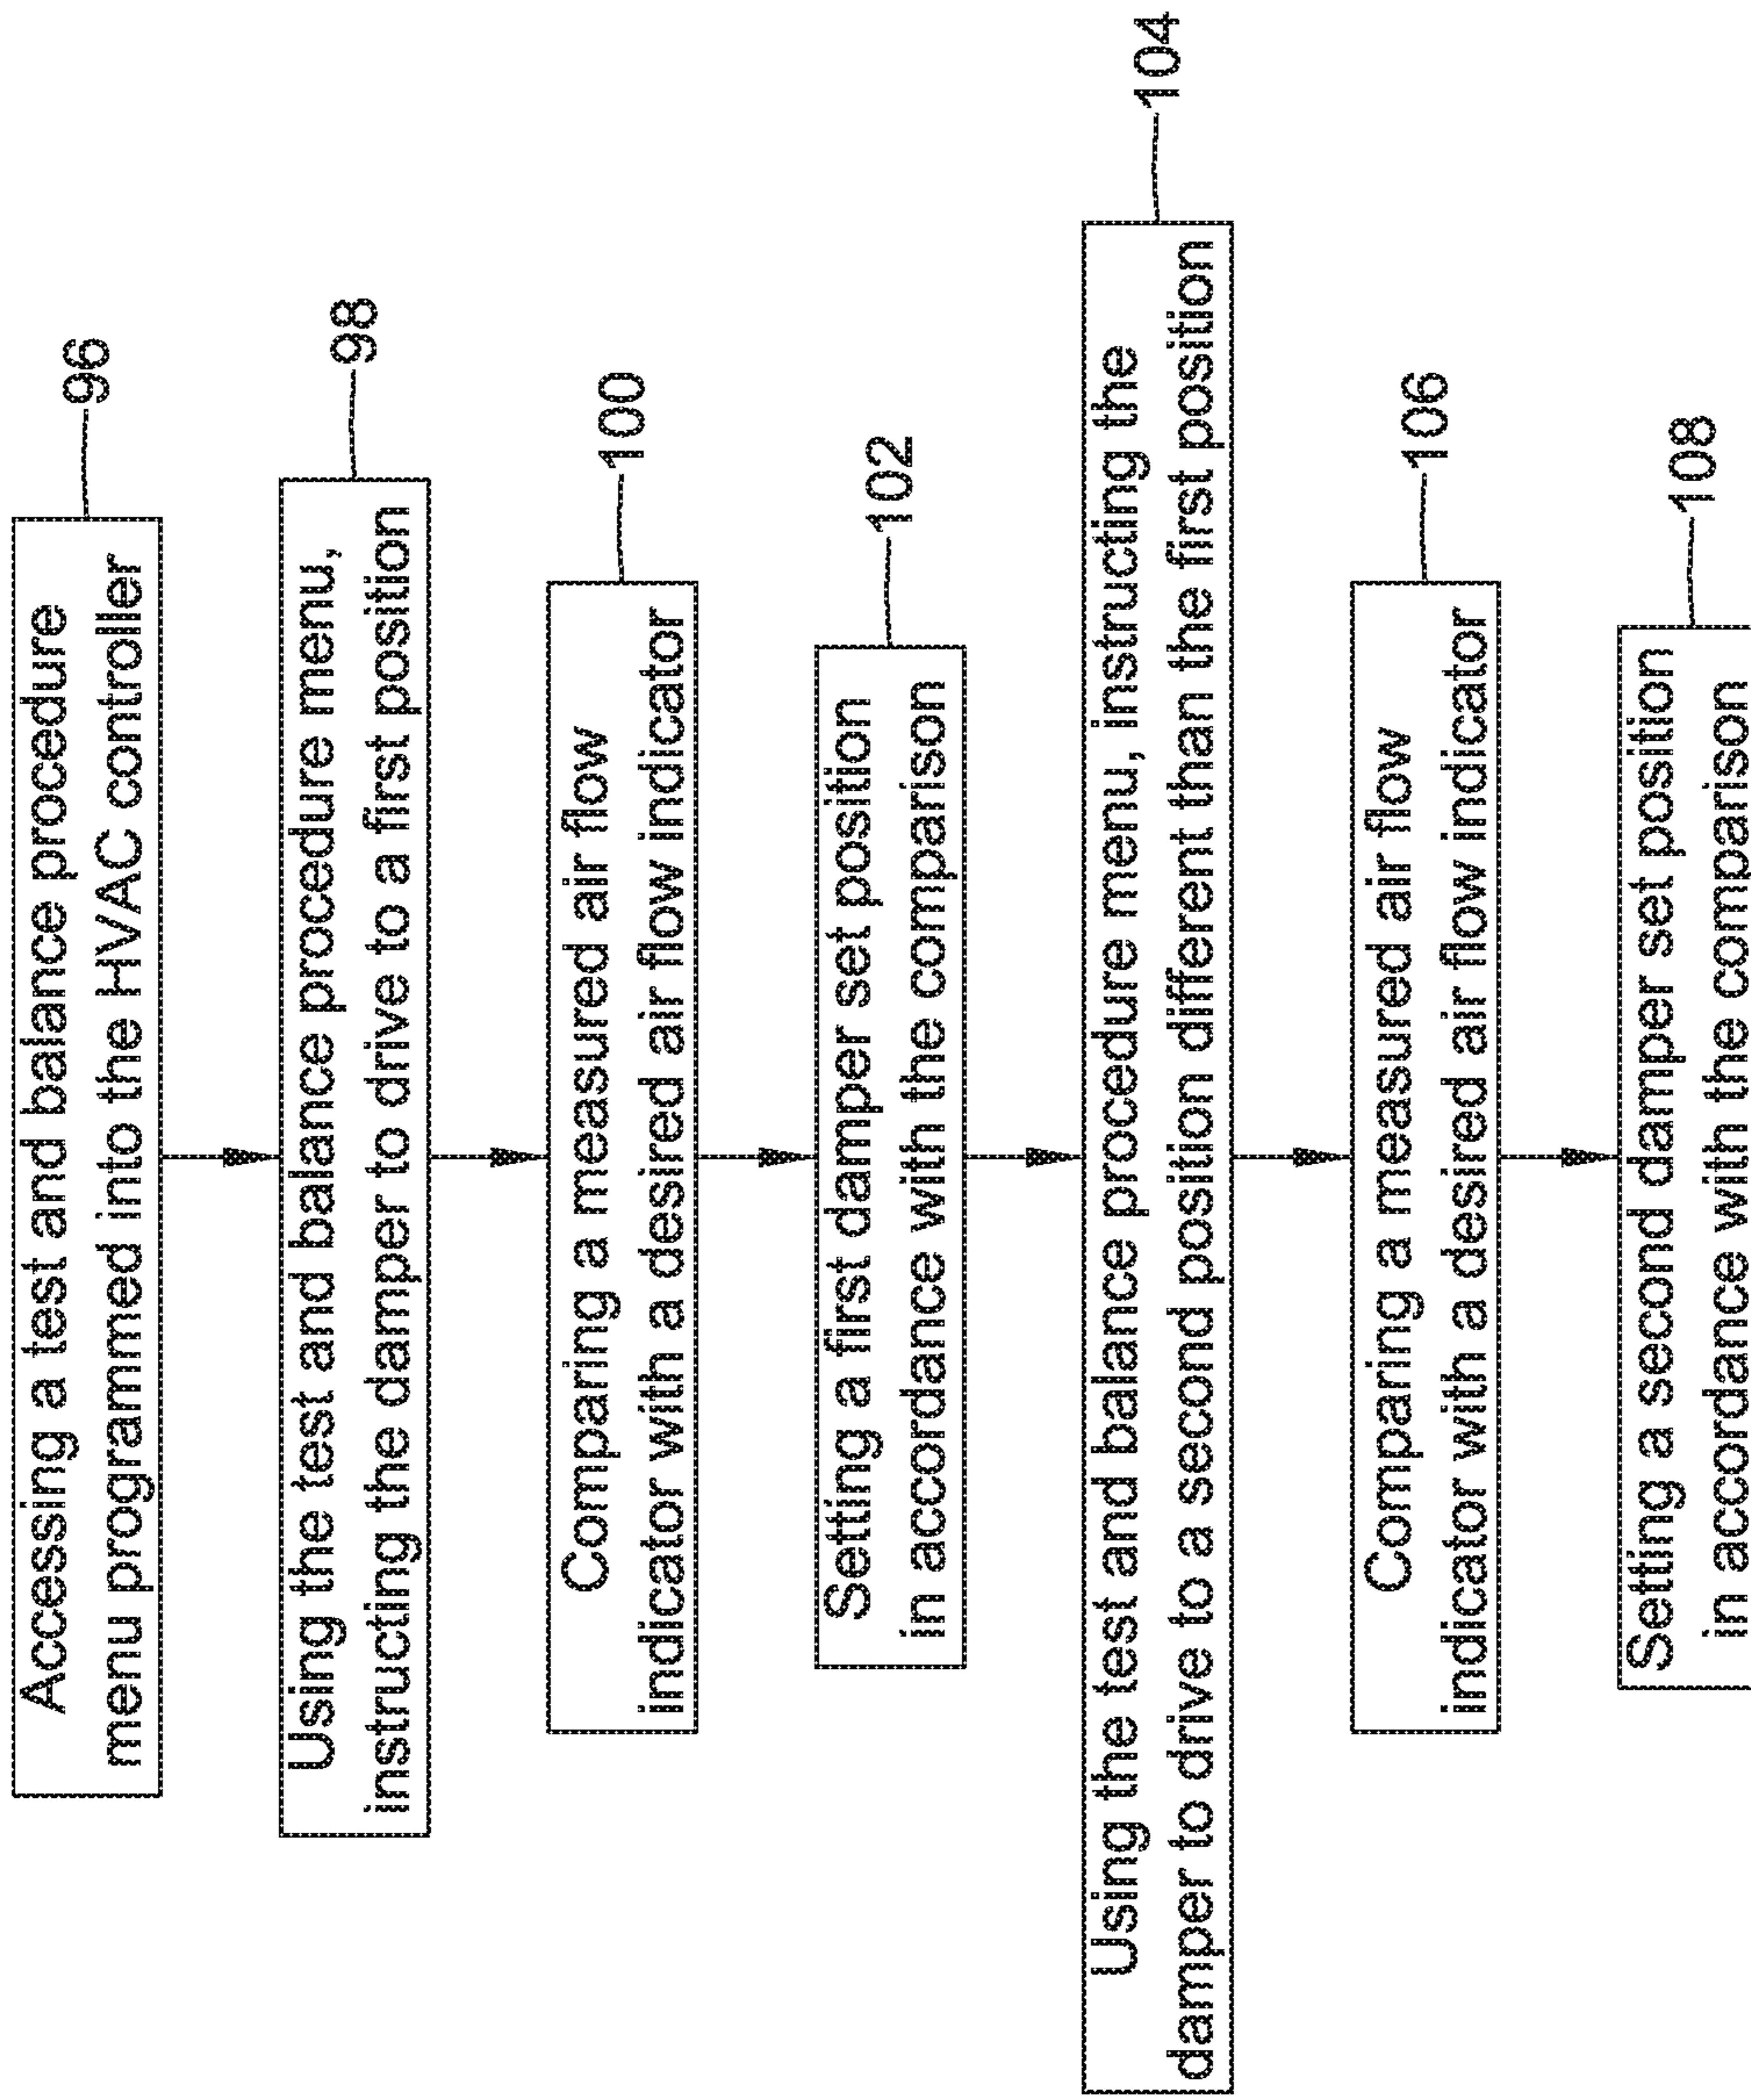 Accessing a test and balance procedure
menu programmed into the HVAC controller
96
Using the test and balance procedure menu,
instructing the damper to drive to a first position
98
Comparing a measured air flow
indicator with a desired air flow indicator
100
Setting a first damper set position
in accordance with the comparison
102
Using the test and balance procedure menu, instructing the
damper to drive to a second position different than the first position
104
Comparing a measured air flow
indicator with a desired air flow indicator
106
Setting a second damper set position
in accordance with the comparison
108